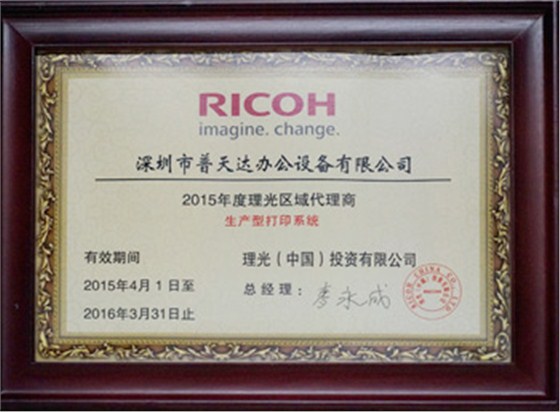 RICOH
imagine. change.
深圳市普天达办公设备有限公司
2015年度理光区域代理商
生产型打印系统
有效期间
2015年4月1日至
2016年3月31日止
理光（中国）投资有限公司
总经理：